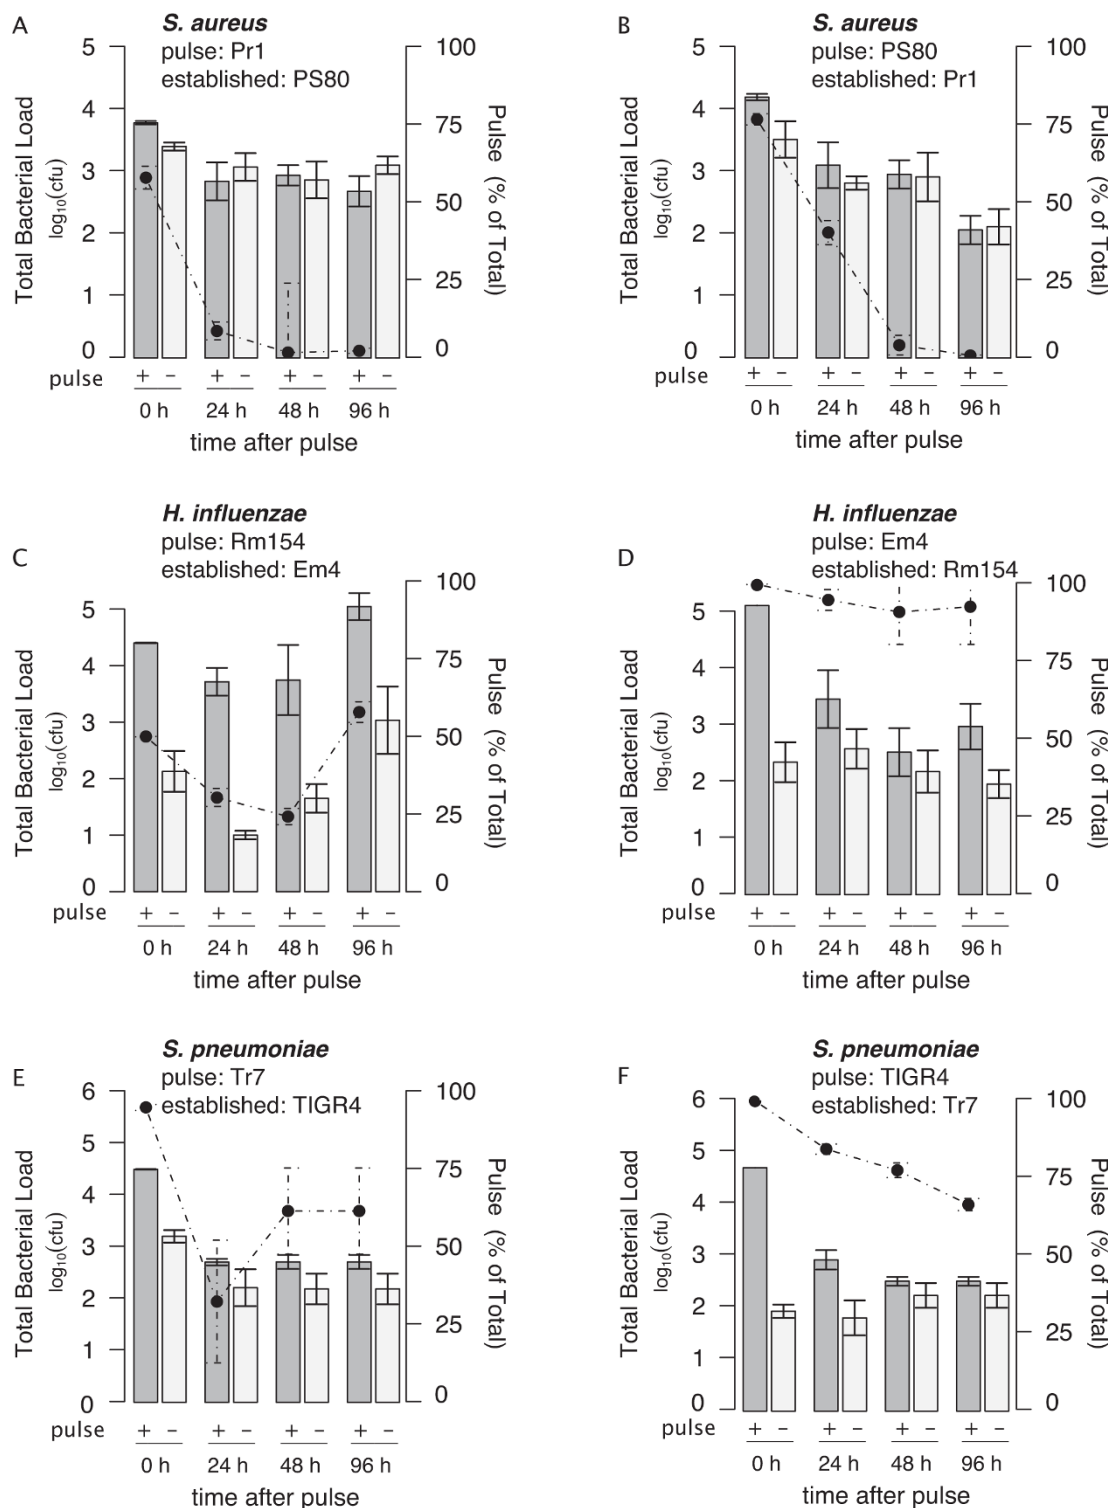 A
S. aureus
pulse: Pr1
established: PS80
Total Bacterial Load
log10(cfu)
5
4
3
2
1
0
100
75
50
25
0
Pulse (% of Total)
pulse + − + − + − + −
0 h 24 h 48 h 96 h
time after pulse
B
S. aureus
pulse: PS80
established: Pr1
Total Bacterial Load
log10(cfu)
5
4
3
2
1
0
100
75
50
25
0
Pulse (% of Total)
pulse + − + − + − + −
0 h 24 h 48 h 96 h
time after pulse
C
H. influenzae
pulse: Rm154
established: Em4
Total Bacterial Load
log10(cfu)
5
4
3
2
1
0
100
75
50
25
0
Pulse (% of Total)
pulse + − + − + − + −
0 h 24 h 48 h 96 h
time after pulse
D
H. influenzae
pulse: Em4
established: Rm154
Total Bacterial Load
log10(cfu)
5
4
3
2
1
0
100
75
50
25
0
Pulse (% of Total)
pulse + − + − + − + −
0 h 24 h 48 h 96 h
time after pulse
E
S. pneumoniae
pulse: Tr7
established: TIGR4
Total Bacterial Load
log10(cfu)
6
5
4
3
2
1
0
100
75
50
25
0
Pulse (% of Total)
pulse + − + − + − + −
0 h 24 h 48 h 96 h
time after pulse
F
S. pneumoniae
pulse: TIGR4
established: Tr7
Total Bacterial Load
log10(cfu)
6
5
4
3
2
1
0
100
75
50
25
0
Pulse (% of Total)
pulse + − + − + − + −
0 h 24 h 48 h 96 h
time after pulse